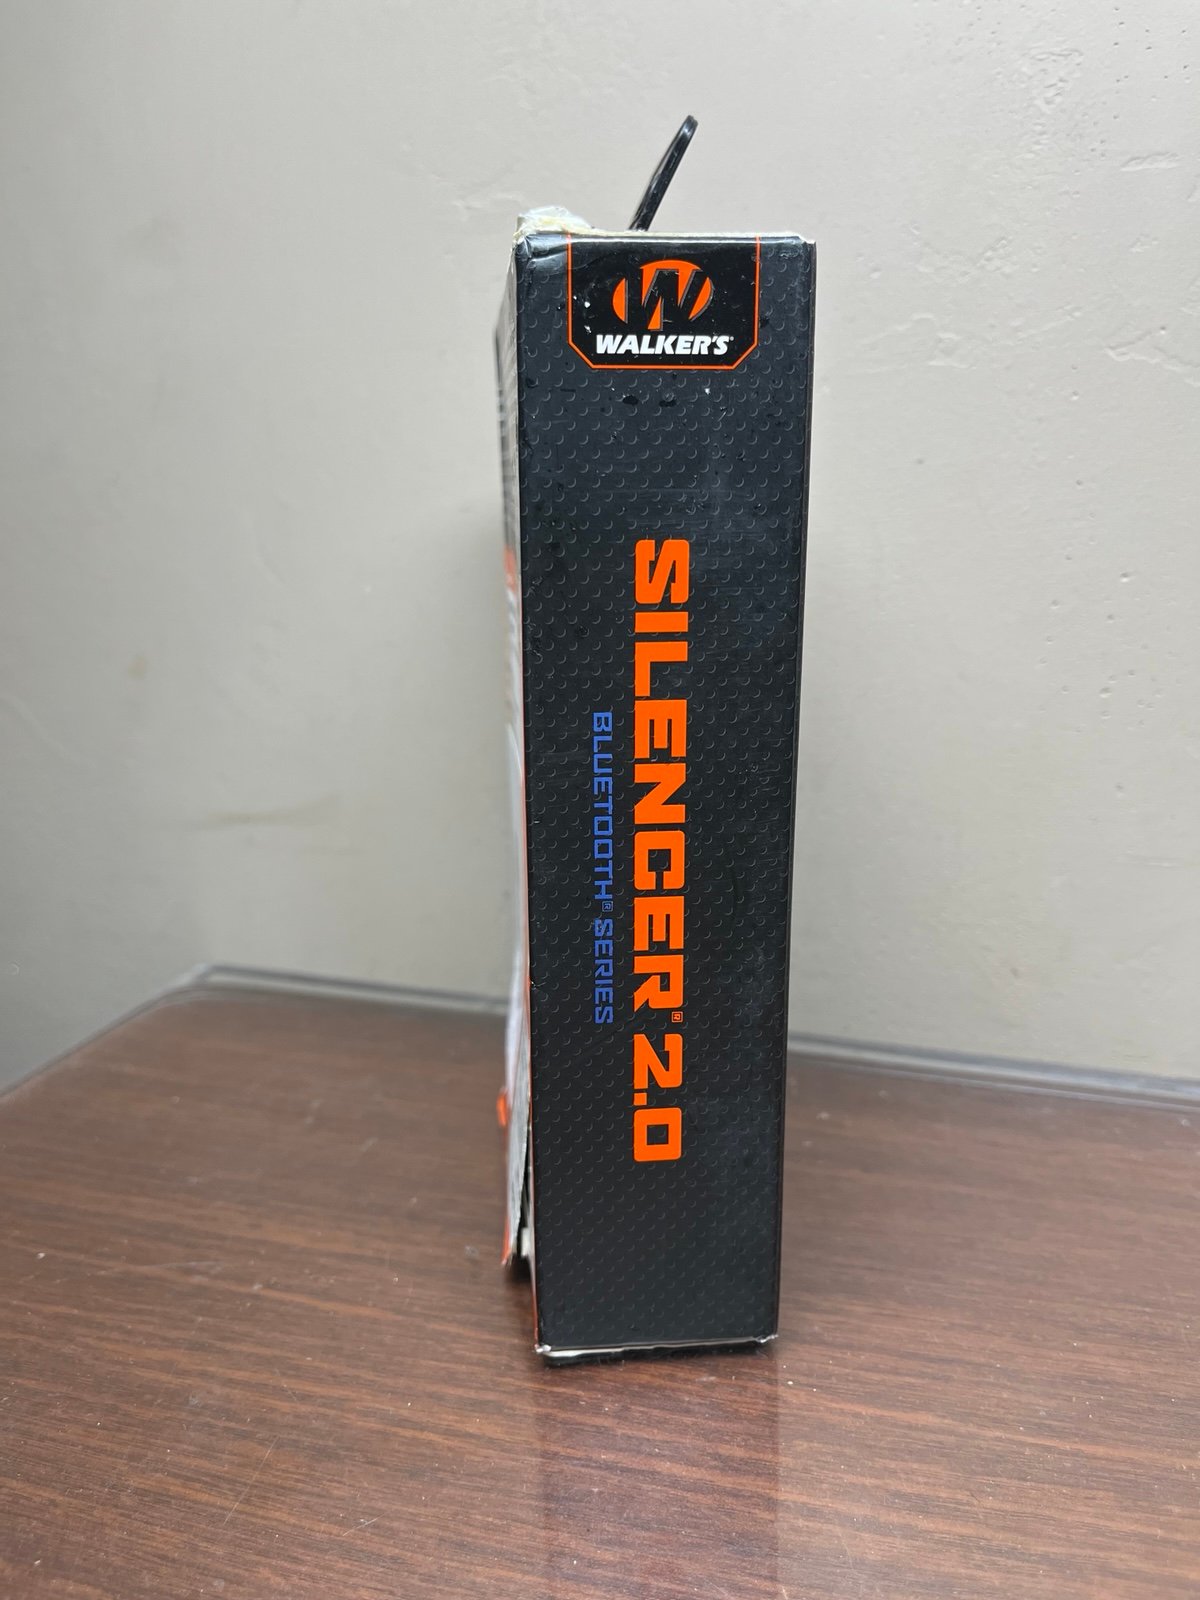 W
WALKER'S
SILENCER® 2.0
BLUETOOTH® SERIES